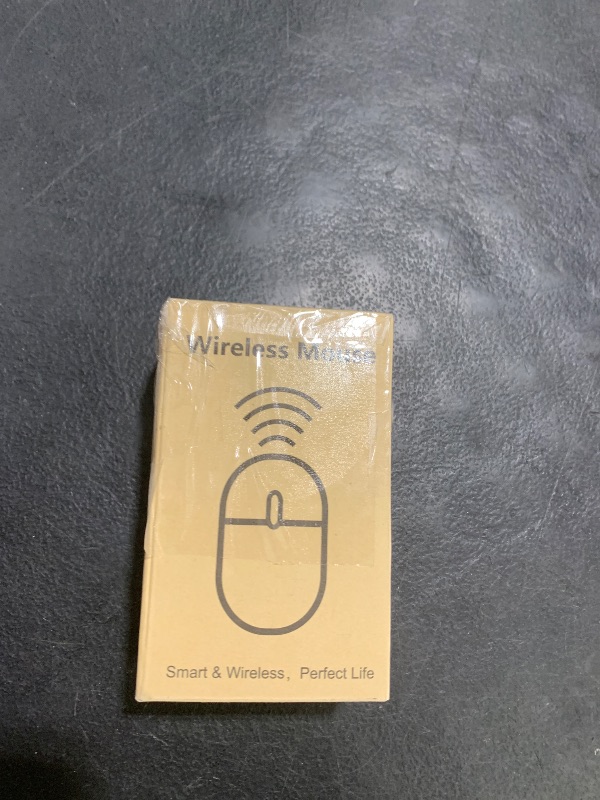 Wireless Mouse
Smart & Wireless, Perfect Life